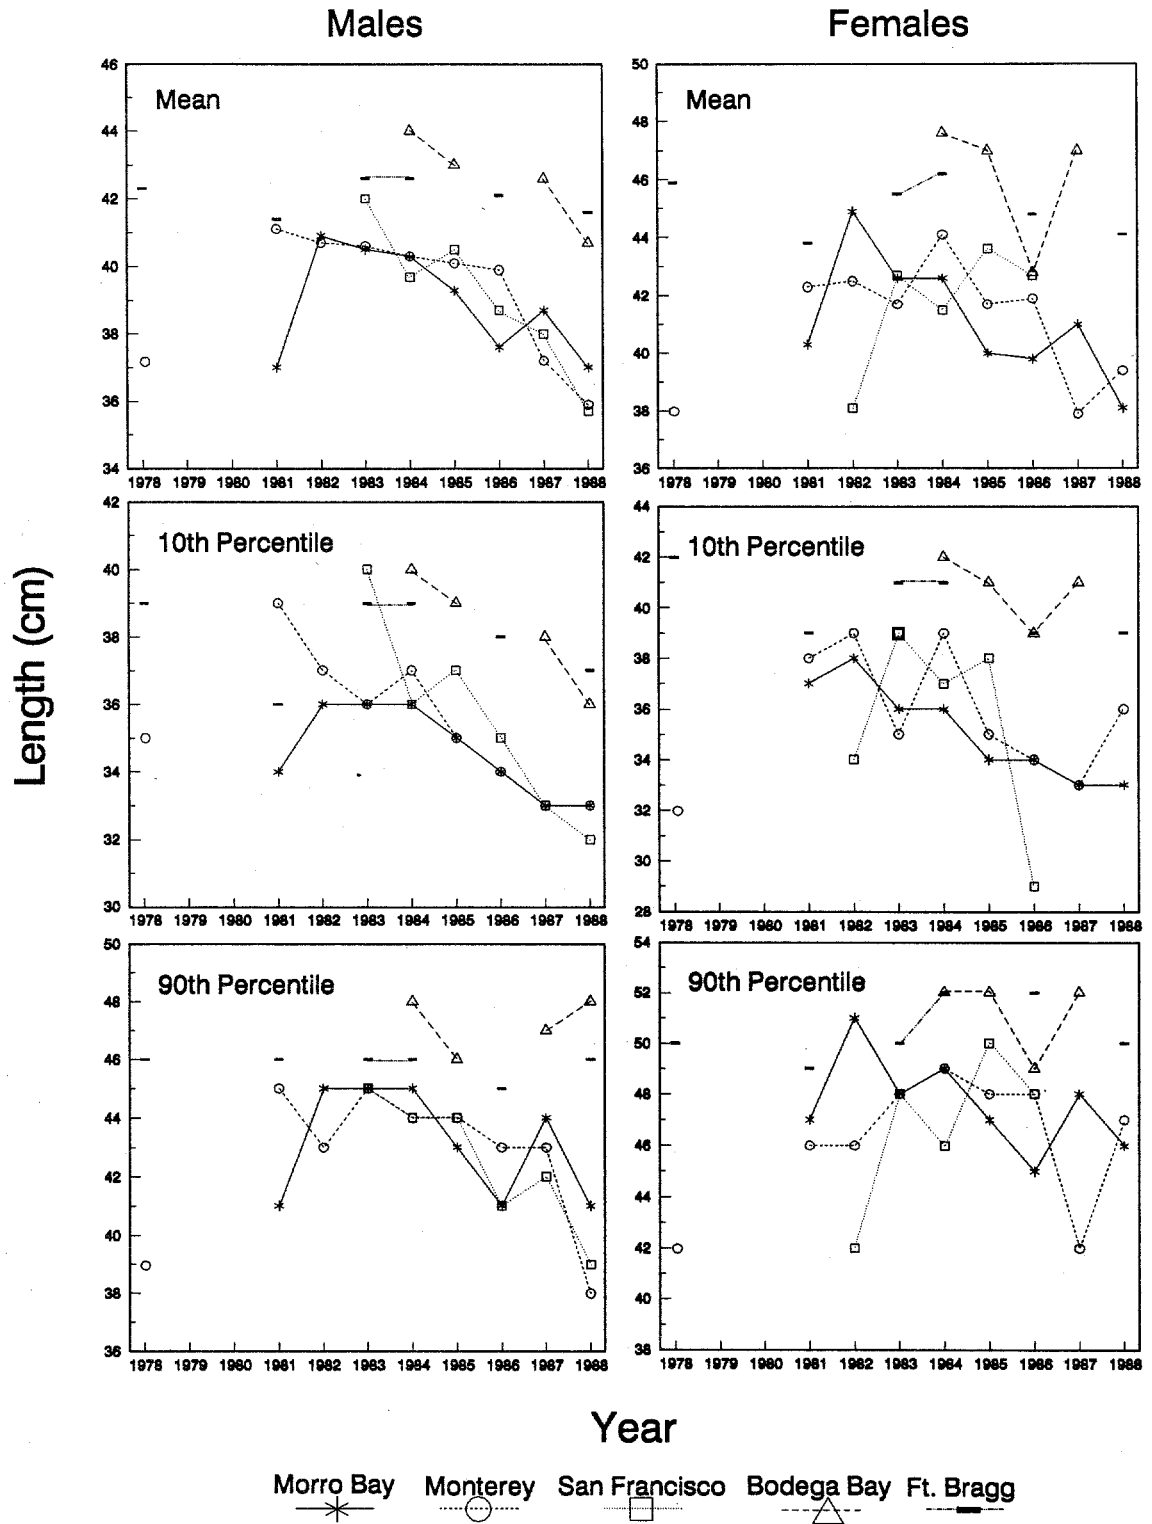 Males
Females
46
44
42
40
38
36
34
Mean
1978 1979 1980 1981 1982 1983 1984 1985 1986 1987 1988
50
48
46
44
42
40
38
36
Mean
1978 1979 1980 1981 1982 1983 1984 1985 1986 1987 1988
Length (cm)
42
40
38
36
34
32
30
10th Percentile
1978 1979 1980 1981 1982 1983 1984 1985 1986 1987 1988
44
42
40
38
36
34
32
29
28
10th Percentile
1978 1979 1980 1981 1982 1983 1984 1985 1986 1987 1988
50
48
46
44
42
40
38
36
90th Percentile
1978 1979 1980 1981 1982 1983 1984 1985 1986 1987 1988
54
52
50
48
46
44
42
40
38
90th Percentile
1978 1979 1980 1981 1982 1983 1984 1985 1986 1987 1988
Year
Morro Bay Monterey San Francisco Bodega Bay Ft. Bragg